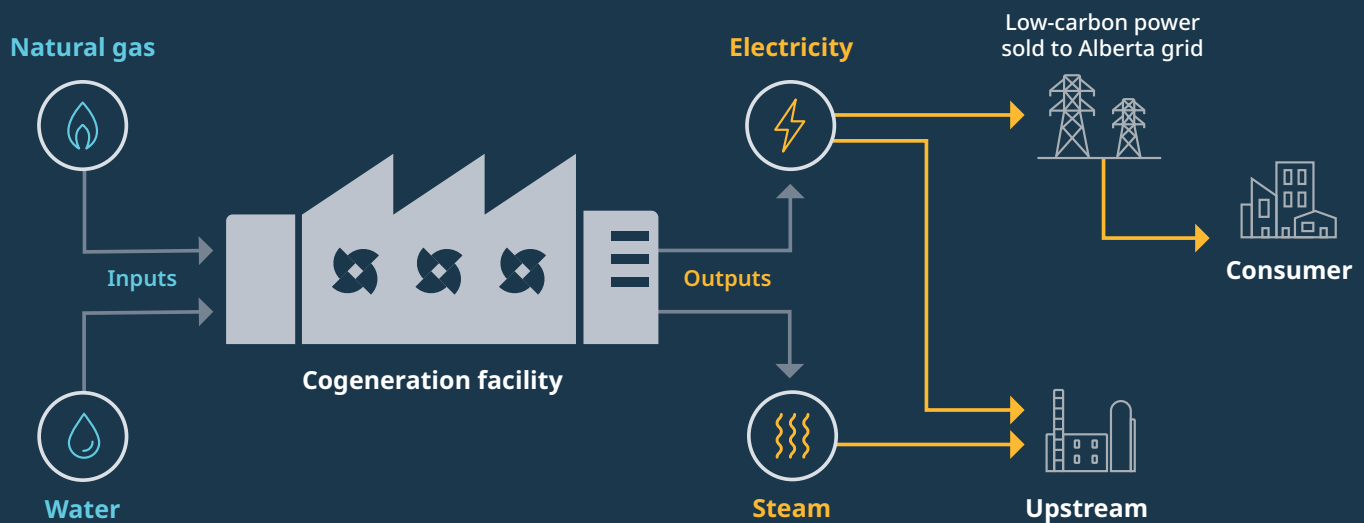 Natural gas
Electricity
Low-carbon power
sold to Alberta grid
Inputs
Outputs
Consumer
Cogeneration facility
Water
Steam
Upstream